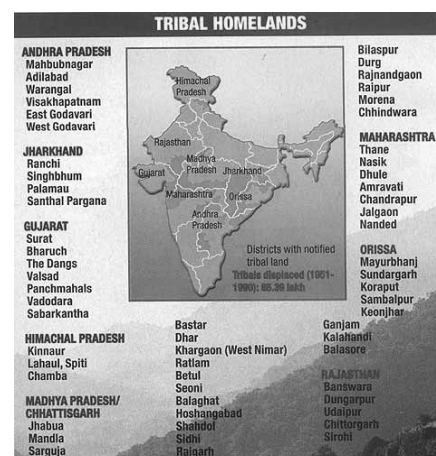 TRIBAL HOMELANDS
ANDHRA PRADESH
Mahbubnagar
Adilabad
Warangal
Visakhapatnam
East Godavari
West Godavari
JHARKHAND
Ranchi
Singhbhum
Palamau
Santhal Pargana
GUJARAT
Surat
Bharuch
The Dangs
Valsad
Panchmahals
Vadodara
Sabarkantha
HIMACHAL PRADESH
Kinnaur
Lahaul, Spiti
Chamba
MADHYA PRADESH/
CHHATTISGARH
Jhabua
Mandla
Sarguja
Bastar
Dhar
Khargaon (West Nimar)
Ratlam
Betul
Seoni
Balaghat
Hoshangabad
Shahdol
Sidhi
Raigarh
Bilaspur
Durg
Rajnandgaon
Raipur
Morena
Chhindwara
MAHARASHTRA
Thane
Nasik
Dhule
Amravati
Chandrapur
Jalgaon
Nanded
ORISSA
Mayurbhanj
Sundargarh
Koraput
Sambalpur
Keonjhar
Ganjam
Kalahandi
Balasore
RAJASTHAN
Banswara
Dungarpur
Udaipur
Chittorgarh
Sirohi
Himachal
Pradesh
Rajasthan
Gujarat
Madhya
Pradesh
Jharkhand
Maharashtra
Orissa
Andhra
Pradesh
Districts with notified
tribal land
Tribals displaced (1951-
1990): 85.39 lakh